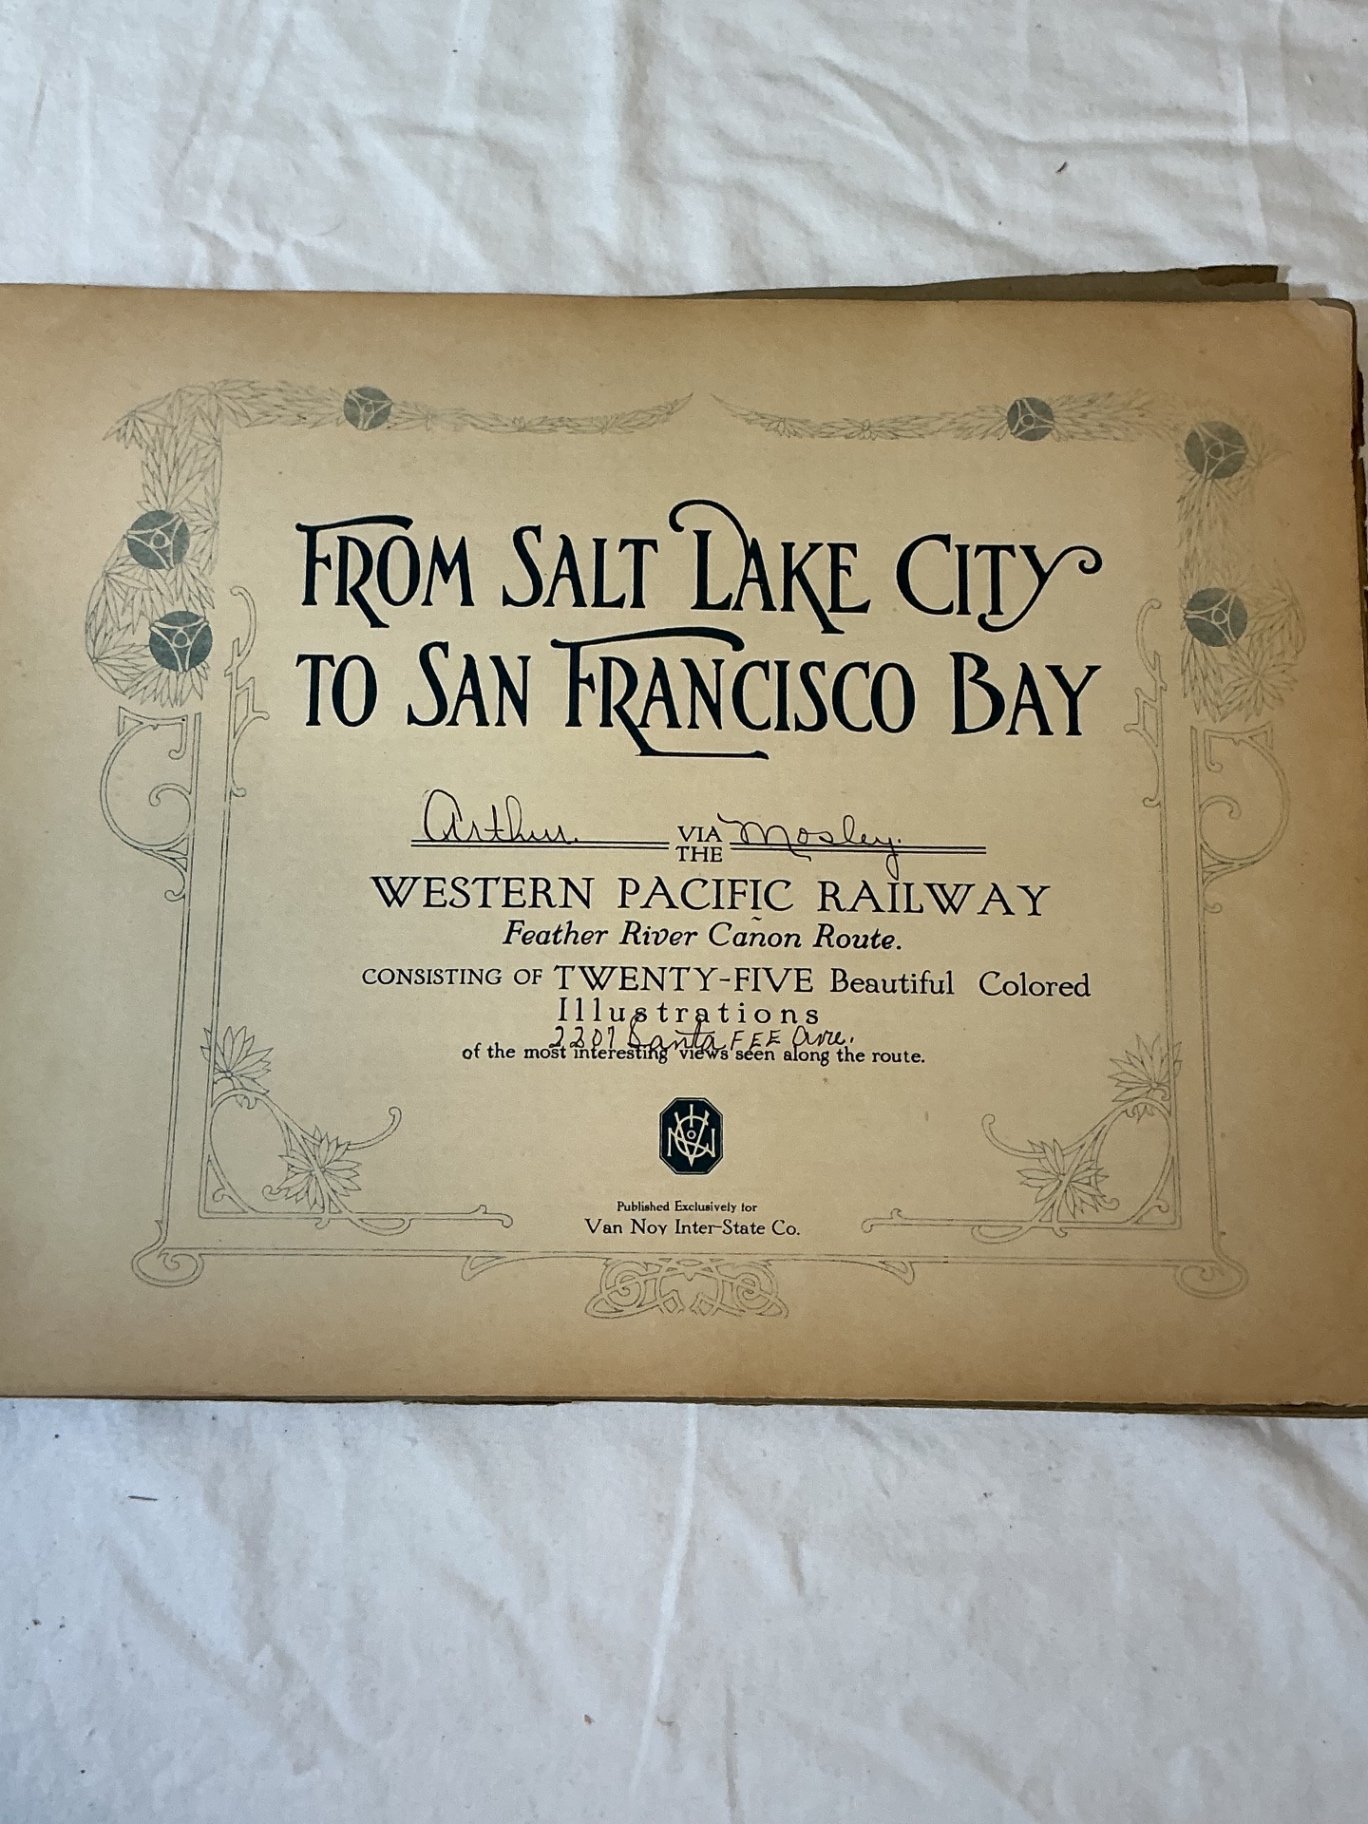 FROM SALT LAKE CITY
TO SAN FRANCISCO BAY
Arthur. VIA THE Mosley.
WESTERN PACIFIC RAILWAY
Feather River Cañon Route.
CONSISTING OF TWENTY-FIVE Beautiful Colored
Illustrations
2207 Santa FEE Ave.
of the most interesting views seen along the route.
Published Exclusively for
Van Noy Inter-State Co.